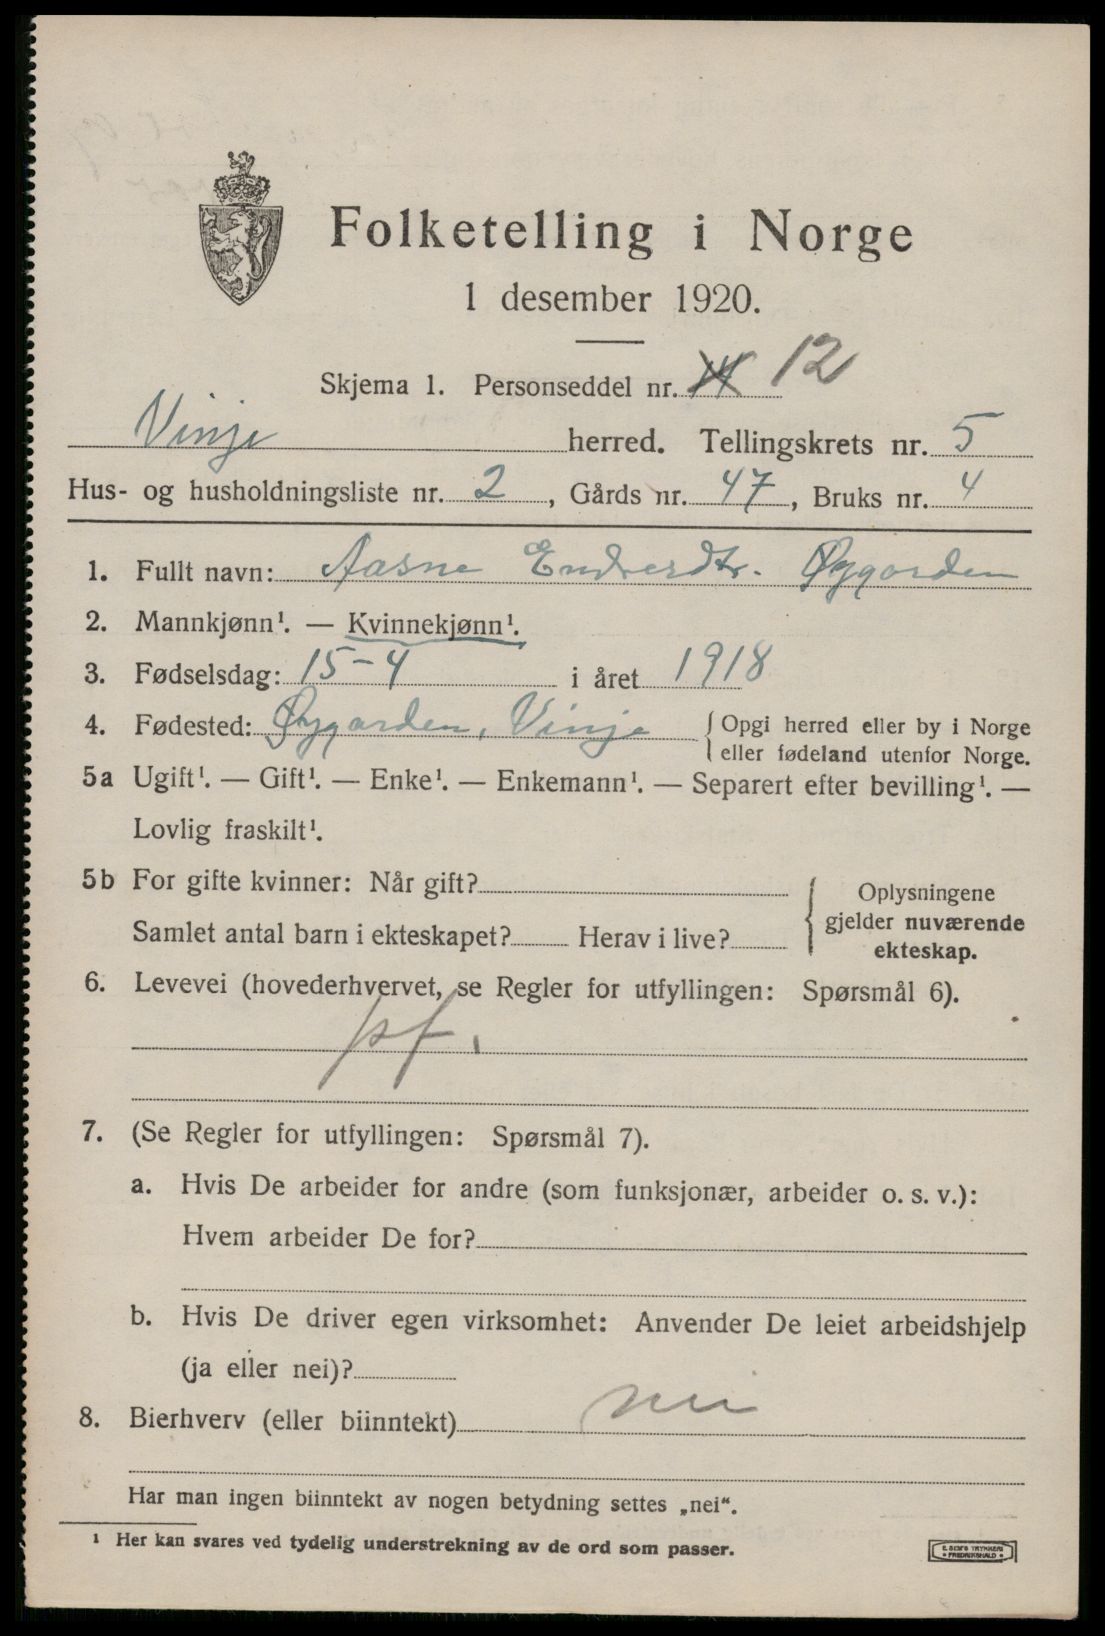 Folketelling i Norge
1 desember 1920.
Skjema 1. Personseddel nr. 12
Vinje herred. Tellingskrets nr. 5
Hus- og husholdningsliste nr. 2, Gårds nr. 47, Bruks nr. 4
1. Fullt navn: Aasne Endresdtr. Øygarden
2. Mannkjønn¹. — Kvinnekjønn¹.
3. Fødselsdag: 15-4 i året 1918
4. Fødested: Øygarden, Vinje { Opgi herred eller by i Norge
eller fødeland utenfor Norge.
5a Ugift¹. — Gift¹. — Enke¹. — Enkemann¹. — Separert efter bevilling¹. —
Lovlig fraskilt¹.
5b For gifte kvinner: Når gift?
Samlet antal barn i ekteskapet? Herav i live?
{ Oplysningene
gjelder nuværende
ekteskap.
6. Levevei (hovederhvervet, se Regler for utfyllingen: Spørsmål 6).
7. (Se Regler for utfyllingen: Spørsmål 7).
a. Hvis De arbeider for andre (som funksjonær, arbeider o. s. v.):
Hvem arbeider De for?
b. Hvis De driver egen virksomhet: Anvender De leiet arbeidshjelp
(ja eller nei)?
8. Bierhverv (eller biinntekt) nei
Har man ingen biinntekt av nogen betydning settes „nei“.
¹ Her kan svares ved tydelig understrekning av de ord som passer.
E. SEM'S TRYKKERI
• FREDRIKSHALD •